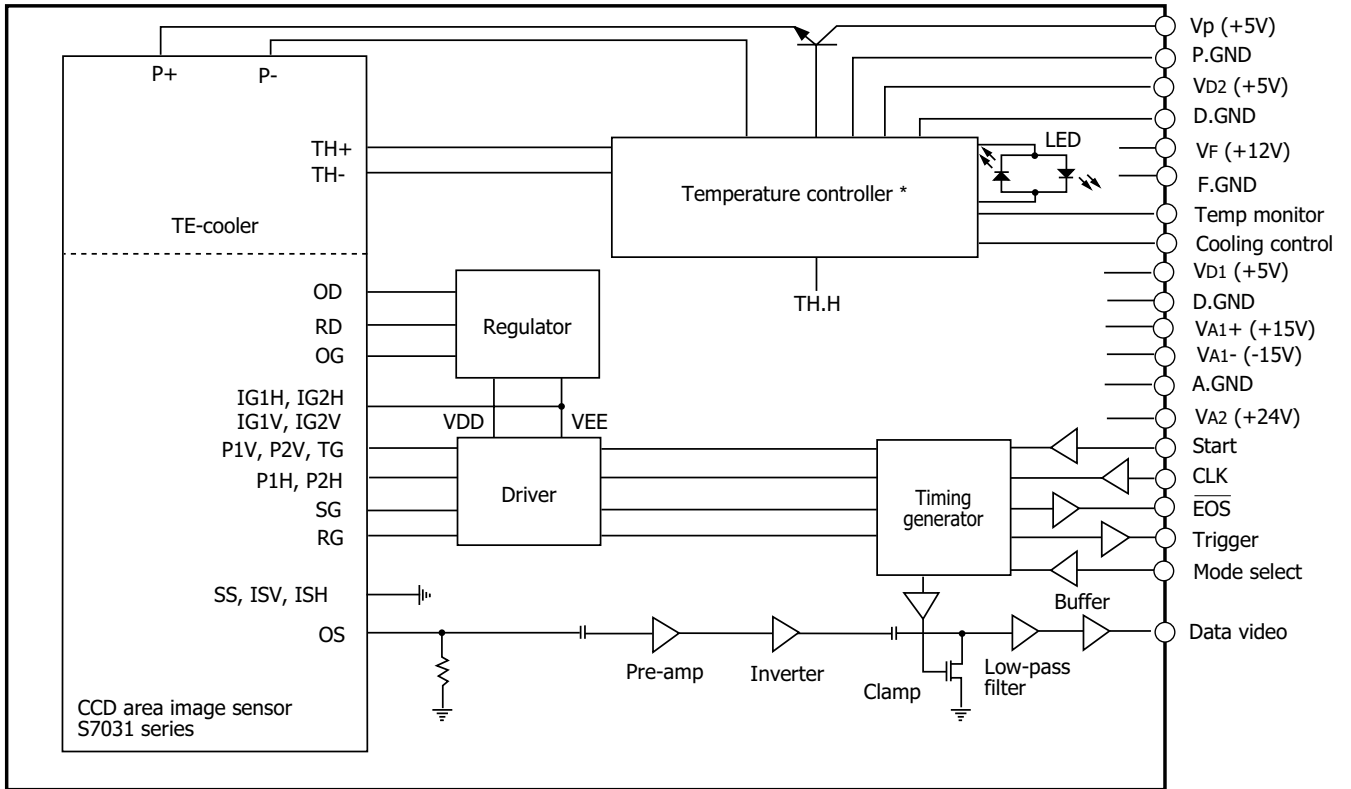 Vp (+5V)
P.GND
VD2 (+5V)
D.GND
VF (+12V)
F.GND
Temp monitor
Cooling control
VD1 (+5V)
D.GND
VA1+ (+15V)
VA1- (-15V)
A.GND
VA2 (+24V)
Start
CLK
EOS
Trigger
Mode select
Data video
P+
P-
TH+
TH-
TE-cooler
LED
Temperature controller *
TH.H
OD
RD
OG
Regulator
IG1H, IG2H
IG1V, IG2V
VDD
VEE
P1V, P2V, TG
P1H, P2H
SG
RG
Driver
Timing
generator
SS, ISV, ISH
OS
Buffer
Pre-amp
Inverter
Clamp
Low-pass
filter
CCD area image sensor
S7031 series